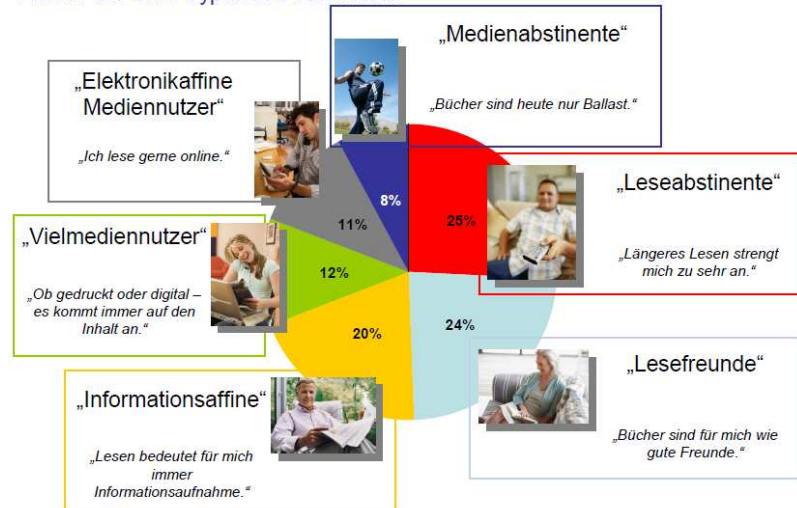 „Medienabstinente“
„Bücher sind heute nur Ballast.“
8%
„Leseabstinente“
„Längeres Lesen strengt
mich zu sehr an.“
25%
„Lesefreunde“
„Bücher sind für mich wie
gute Freunde.“
24%
„Informationsaffine“
„Lesen bedeutet für mich
immer
Informationsaufnahme.“
20%
„Vielmediennutzer“
„Ob gedruckt oder digital –
es kommt immer auf den
Inhalt an.“
12%
„Elektronikaffine
Mediennutzer“
„Ich lese gerne online.“
11%